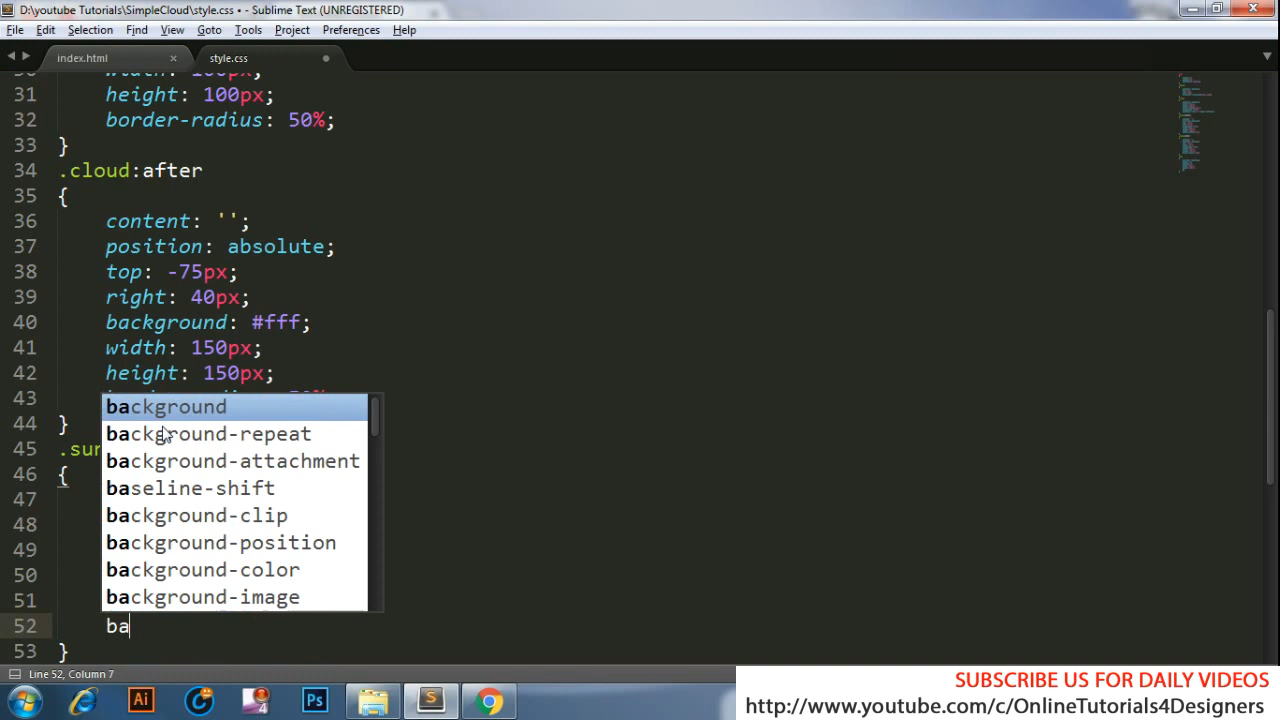 D:\youtube Tutorials\SimpleCloud\style.css • - Sublime Text (UNREGISTERED)
File Edit Selection Find View Goto Tools Project Preferences Help
index.html × style.css
31 height: 100px;
32 border-radius: 50%;
33 }
34 .cloud:after
35 {
36 content: '';
37 position: absolute;
38 top: -75px;
39 right: 40px;
40 background: #fff;
41 width: 150px;
42 height: 150px;
43
background
44 }
background-repeat
45 .sun
background-attachment
46 {
baseline-shift
47
background-clip
48
background-position
49
background-color
50
background-image
51
52 ba
53 }
Line 52, Column 7
SUBSCRIBE US FOR DAILY VIDEOS
http://www.youtube.com/c/OnlineTutorials4Designers
Ai
Ps